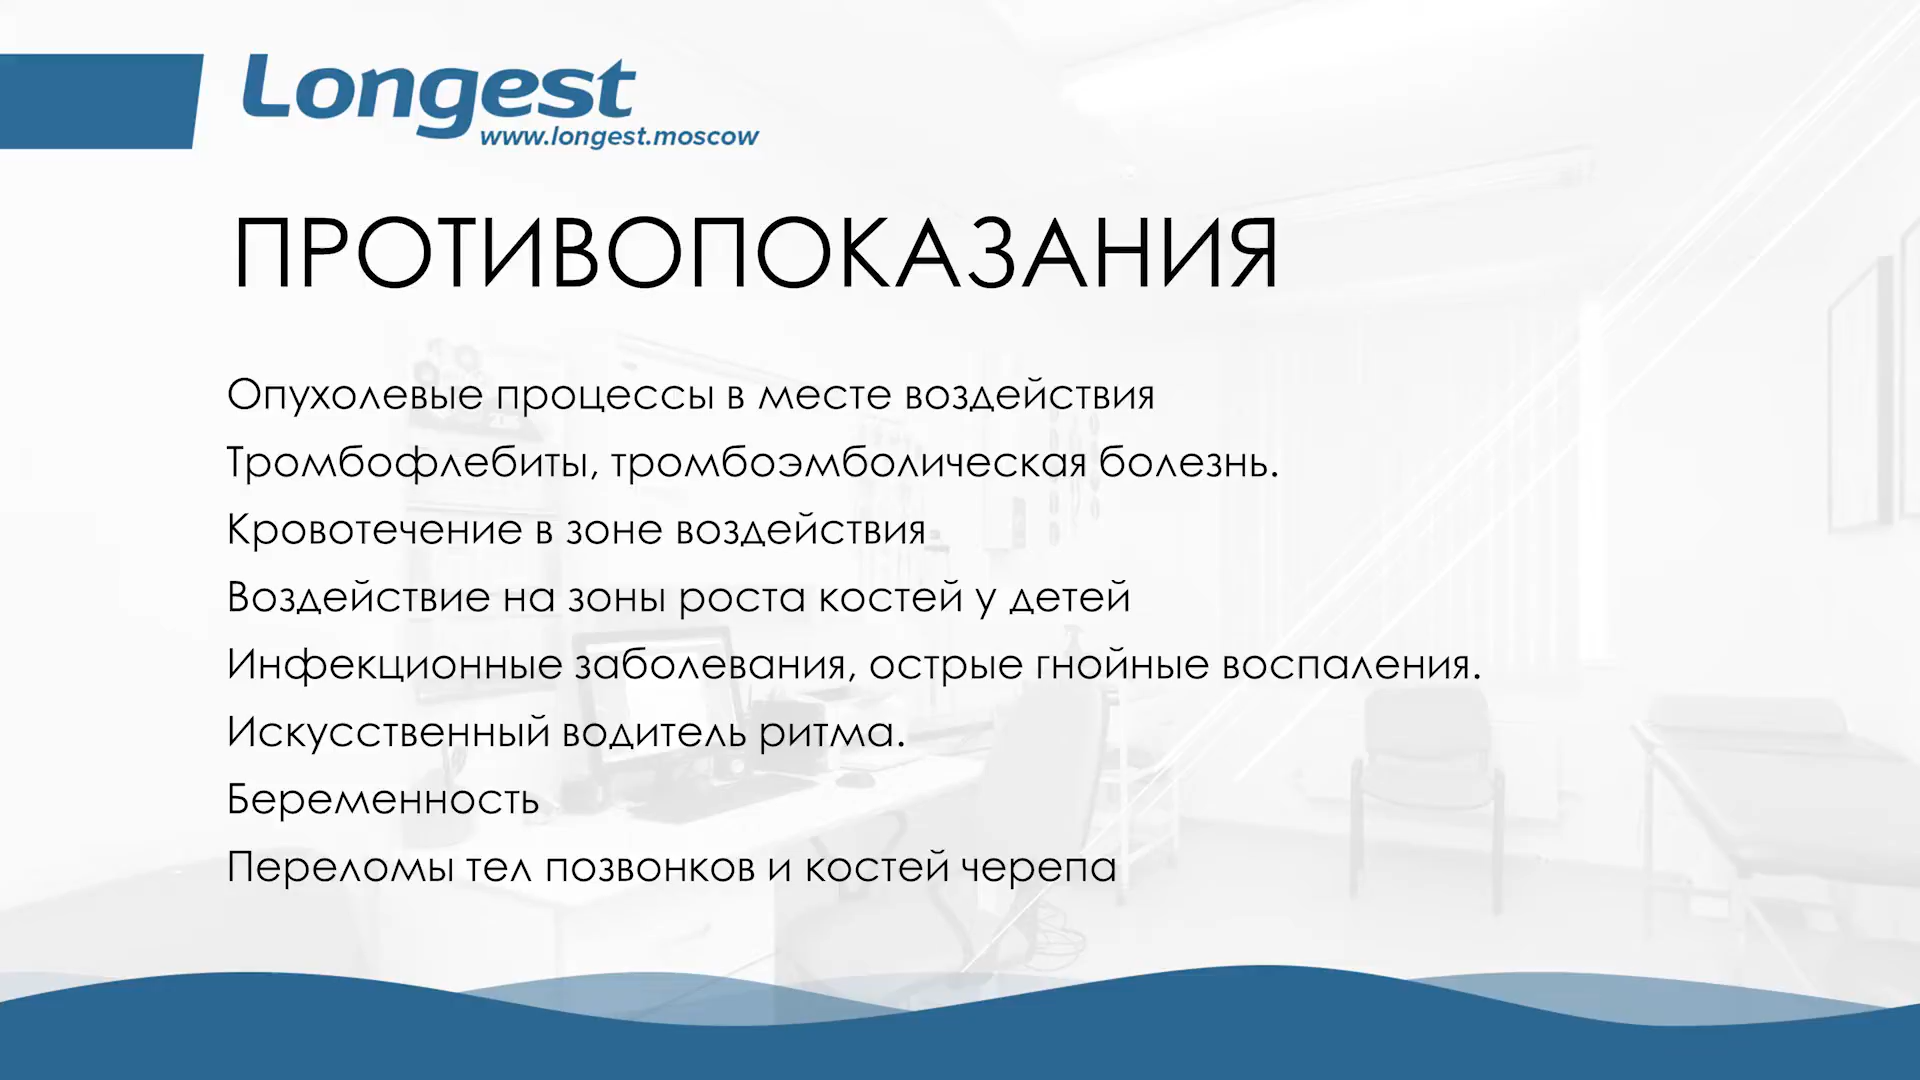 Longest
www.longest.moscow
ПРОТИВОПОКАЗАНИЯ
Опухолевые процессы в месте воздействия
Тромбофлебиты, тромбоэмболическая болезнь.
Кровотечение в зоне воздействия
Воздействие на зоны роста костей у детей
Инфекционные заболевания, острые гнойные воспаления.
Искусственный водитель ритма.
Беременность
Переломы тел позвонков и костей черепа